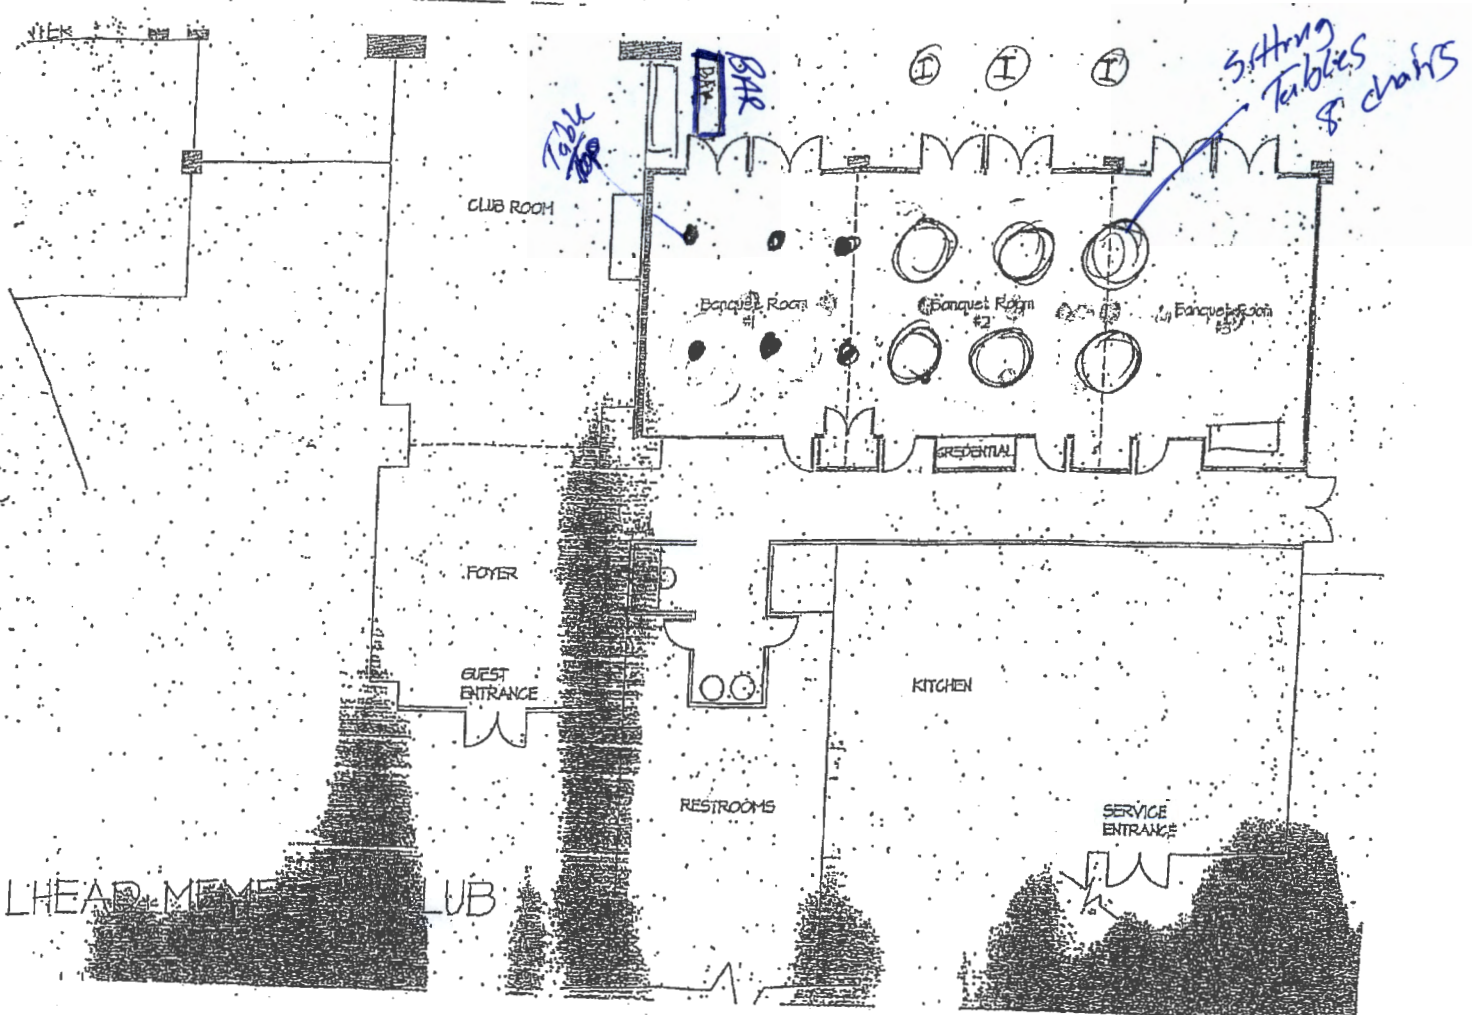 BAR
BAR
I
I
I
Sitting
Tables
8 chairs
Table
Top
CLUB ROOM
Banquet Room
#1
Banquet Room
#2
Banquet Room
#3
CREDENTIAL
FOYER
GUEST
ENTRANCE
KITCHEN
RESTROOMS
SERVICE
ENTRANCE